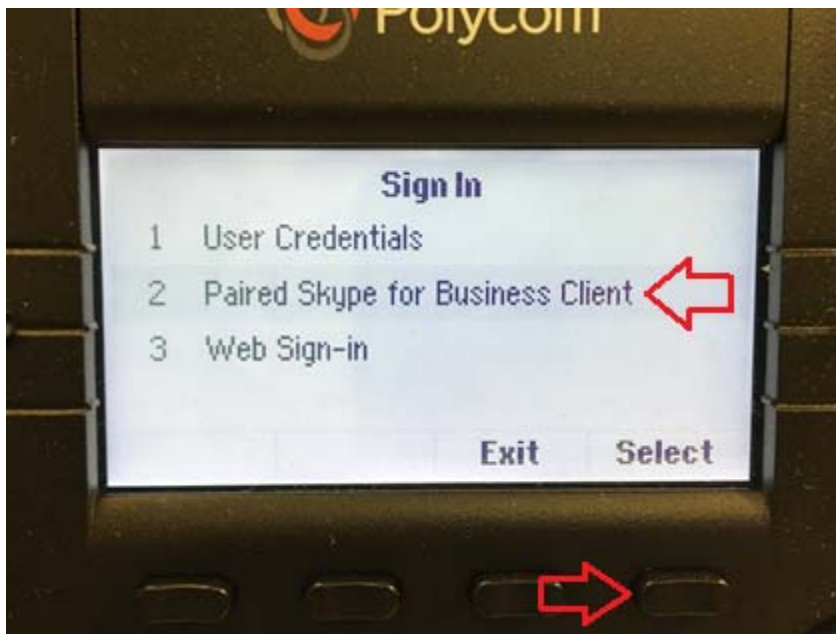 Polycom
Sign In
1 User Credentials
2 Paired Skype for Business Client
3 Web Sign-in
Exit Select